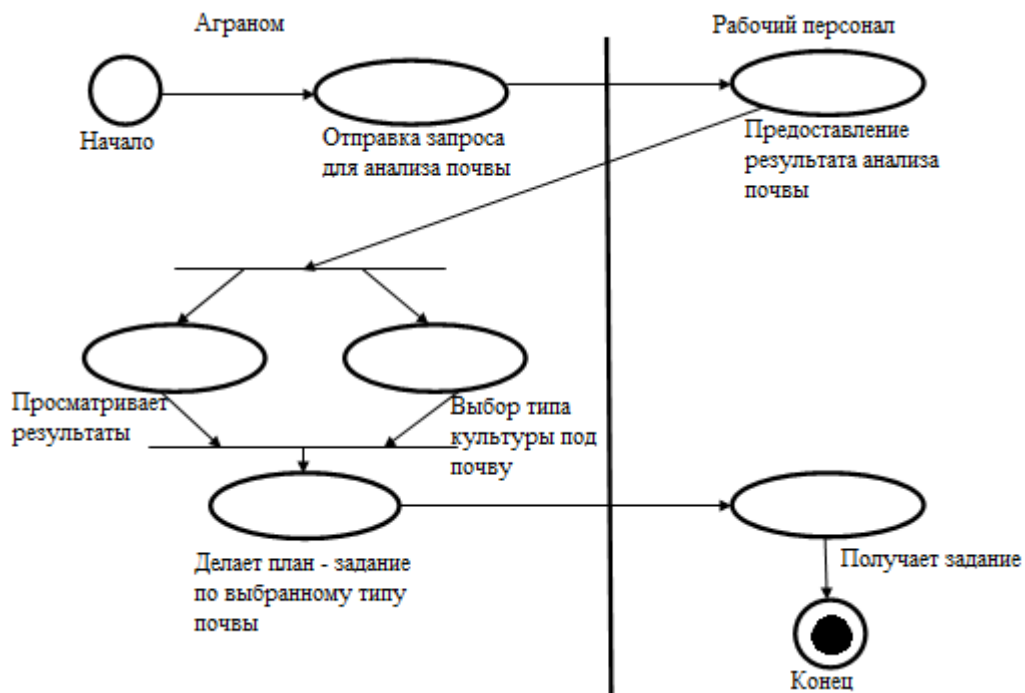 Аграном
Рабочий персонал
Начало
Отправка запроса
для анализа почвы
Предоставление
результата анализа
почвы
Просматривает
результаты
Выбор типа
культуры под
почву
Делает план - задание
по выбранному типу
почвы
Получает задание
Конец